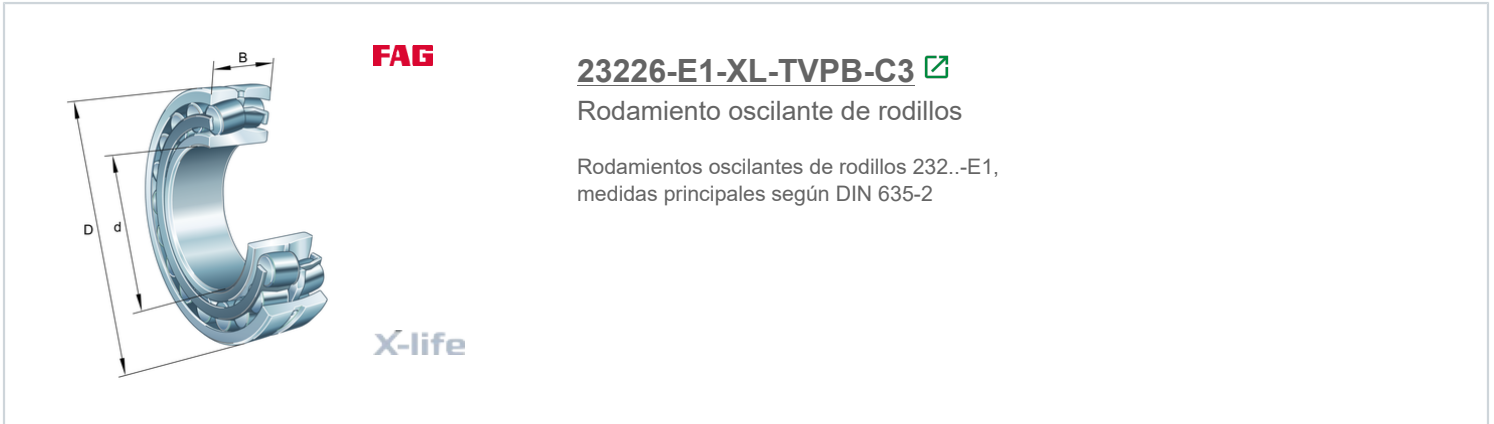 FAG
B
D
d
X-life
23226-E1-XL-TVPB-C3
Rodamiento oscilante de rodillos
Rodamientos oscilantes de rodillos 232..-E1,
medidas principales según DIN 635-2